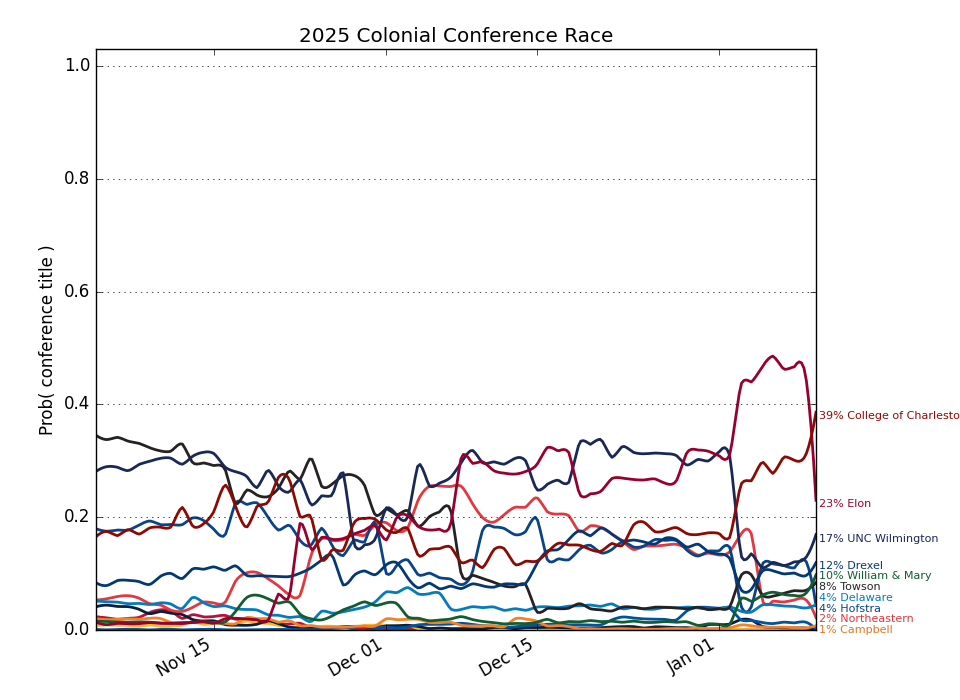 2025 Colonial Conference Race
Prob( conference title )
1.0
0.8
0.6
0.4
0.2
0.0
Nov 15
Dec 01
Dec 15
Jan 01
39% College of Charlesto
23% Elon
17% UNC Wilmington
12% Drexel
10% William & Mary
8% Towson
4% Delaware
4% Hofstra
2% Northeastern
1% Campbell